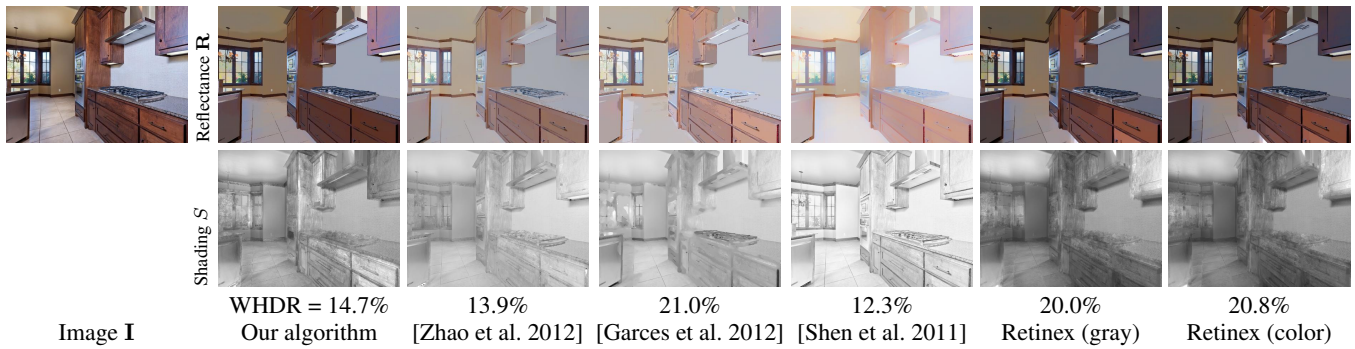 Reflectance R
Shading S
WHDR = 14.7% 13.9% 21.0% 12.3% 20.0% 20.8%
Image I Our algorithm [Zhao et al. 2012] [Garces et al. 2012] [Shen et al. 2011] Retinex (gray) Retinex (color)